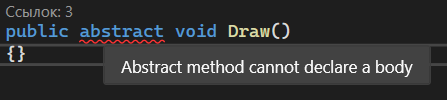 Ссылок: 3
public abstract void Draw()
{}
Abstract method cannot declare a body